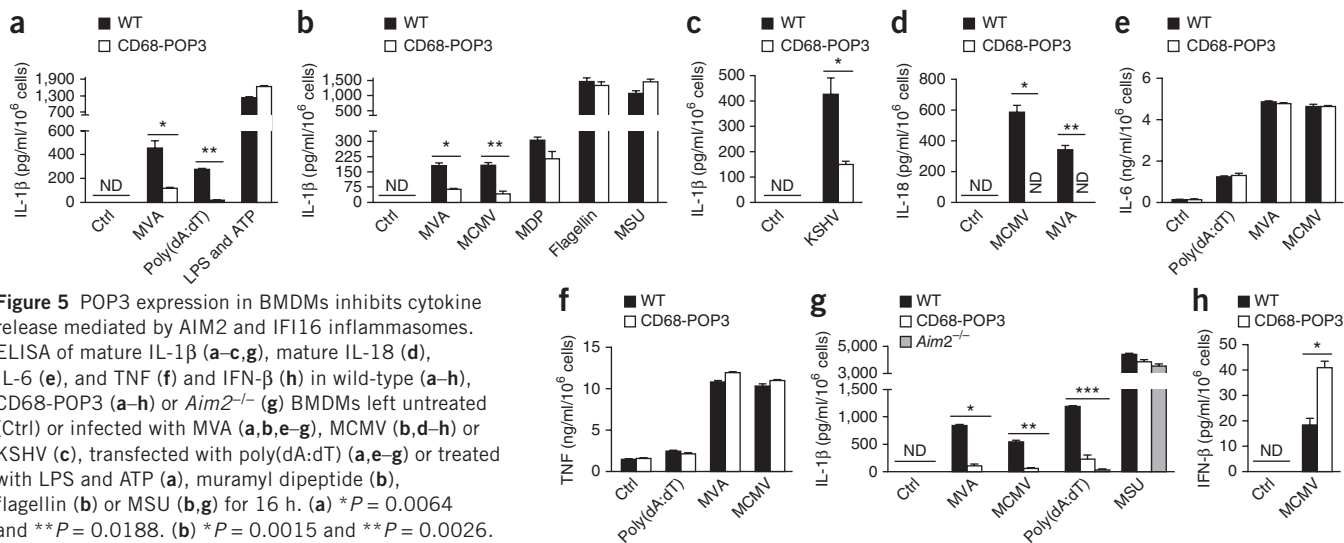 a
WT
CD68-POP3
IL-1β (pg/ml/10⁶ cells)
1,900
1,300
700
600
400
200
0
ND
*
**
Ctrl
MVA
Poly(dA:dT)
LPS and ATP
b
WT
CD68-POP3
IL-1β (pg/ml/10⁶ cells)
1,500
1,000
500
300
225
150
75
0
ND
*
**
Ctrl
MVA
MCMV
MDP
Flagellin
MSU
c
WT
CD68-POP3
IL-1β (pg/ml/10⁶ cells)
500
400
300
200
100
0
ND
*
Ctrl
KSHV
d
WT
CD68-POP3
IL-18 (pg/ml/10⁶ cells)
800
600
400
200
0
ND
*
ND
**
ND
Ctrl
MCMV
MVA
e
WT
CD68-POP3
IL-6 (ng/ml/10⁶ cells)
6
4
2
0
Ctrl
Poly(dA:dT)
MVA
MCMV
Figure 5 POP3 expression in BMDMs inhibits cytokine
release mediated by AIM2 and IFI16 inflammasomes.
ELISA of mature IL-1β (a–c,g), mature IL-18 (d),
IL-6 (e), and TNF (f) and IFN-β (h) in wild-type (a–h),
CD68-POP3 (a–h) or Aim2⁻/⁻ (g) BMDMs left untreated
(Ctrl) or infected with MVA (a,b,e–g), MCMV (b,d–h) or
KSHV (c), transfected with poly(dA:dT) (a,e–g) or treated
with LPS and ATP (a), muramyl dipeptide (b),
flagellin (b) or MSU (b,g) for 16 h. (a) *P = 0.0064
and **P = 0.0188. (b) *P = 0.0015 and **P = 0.0026.
f
WT
CD68-POP3
TNF (ng/ml/10⁶ cells)
15
10
5
0
Ctrl
Poly(dA:dT)
MVA
MCMV
g
WT
CD68-POP3
Aim2⁻/⁻
IL-1β (pg/ml/10⁶ cells)
5,000
3,000
1,500
1,000
500
0
ND
*
**
***
Ctrl
MVA
MCMV
Poly(dA:dT)
MSU
h
WT
CD68-POP3
IFN-β (pg/ml/10⁶ cells)
50
40
30
20
10
0
ND
*
Ctrl
MCMV